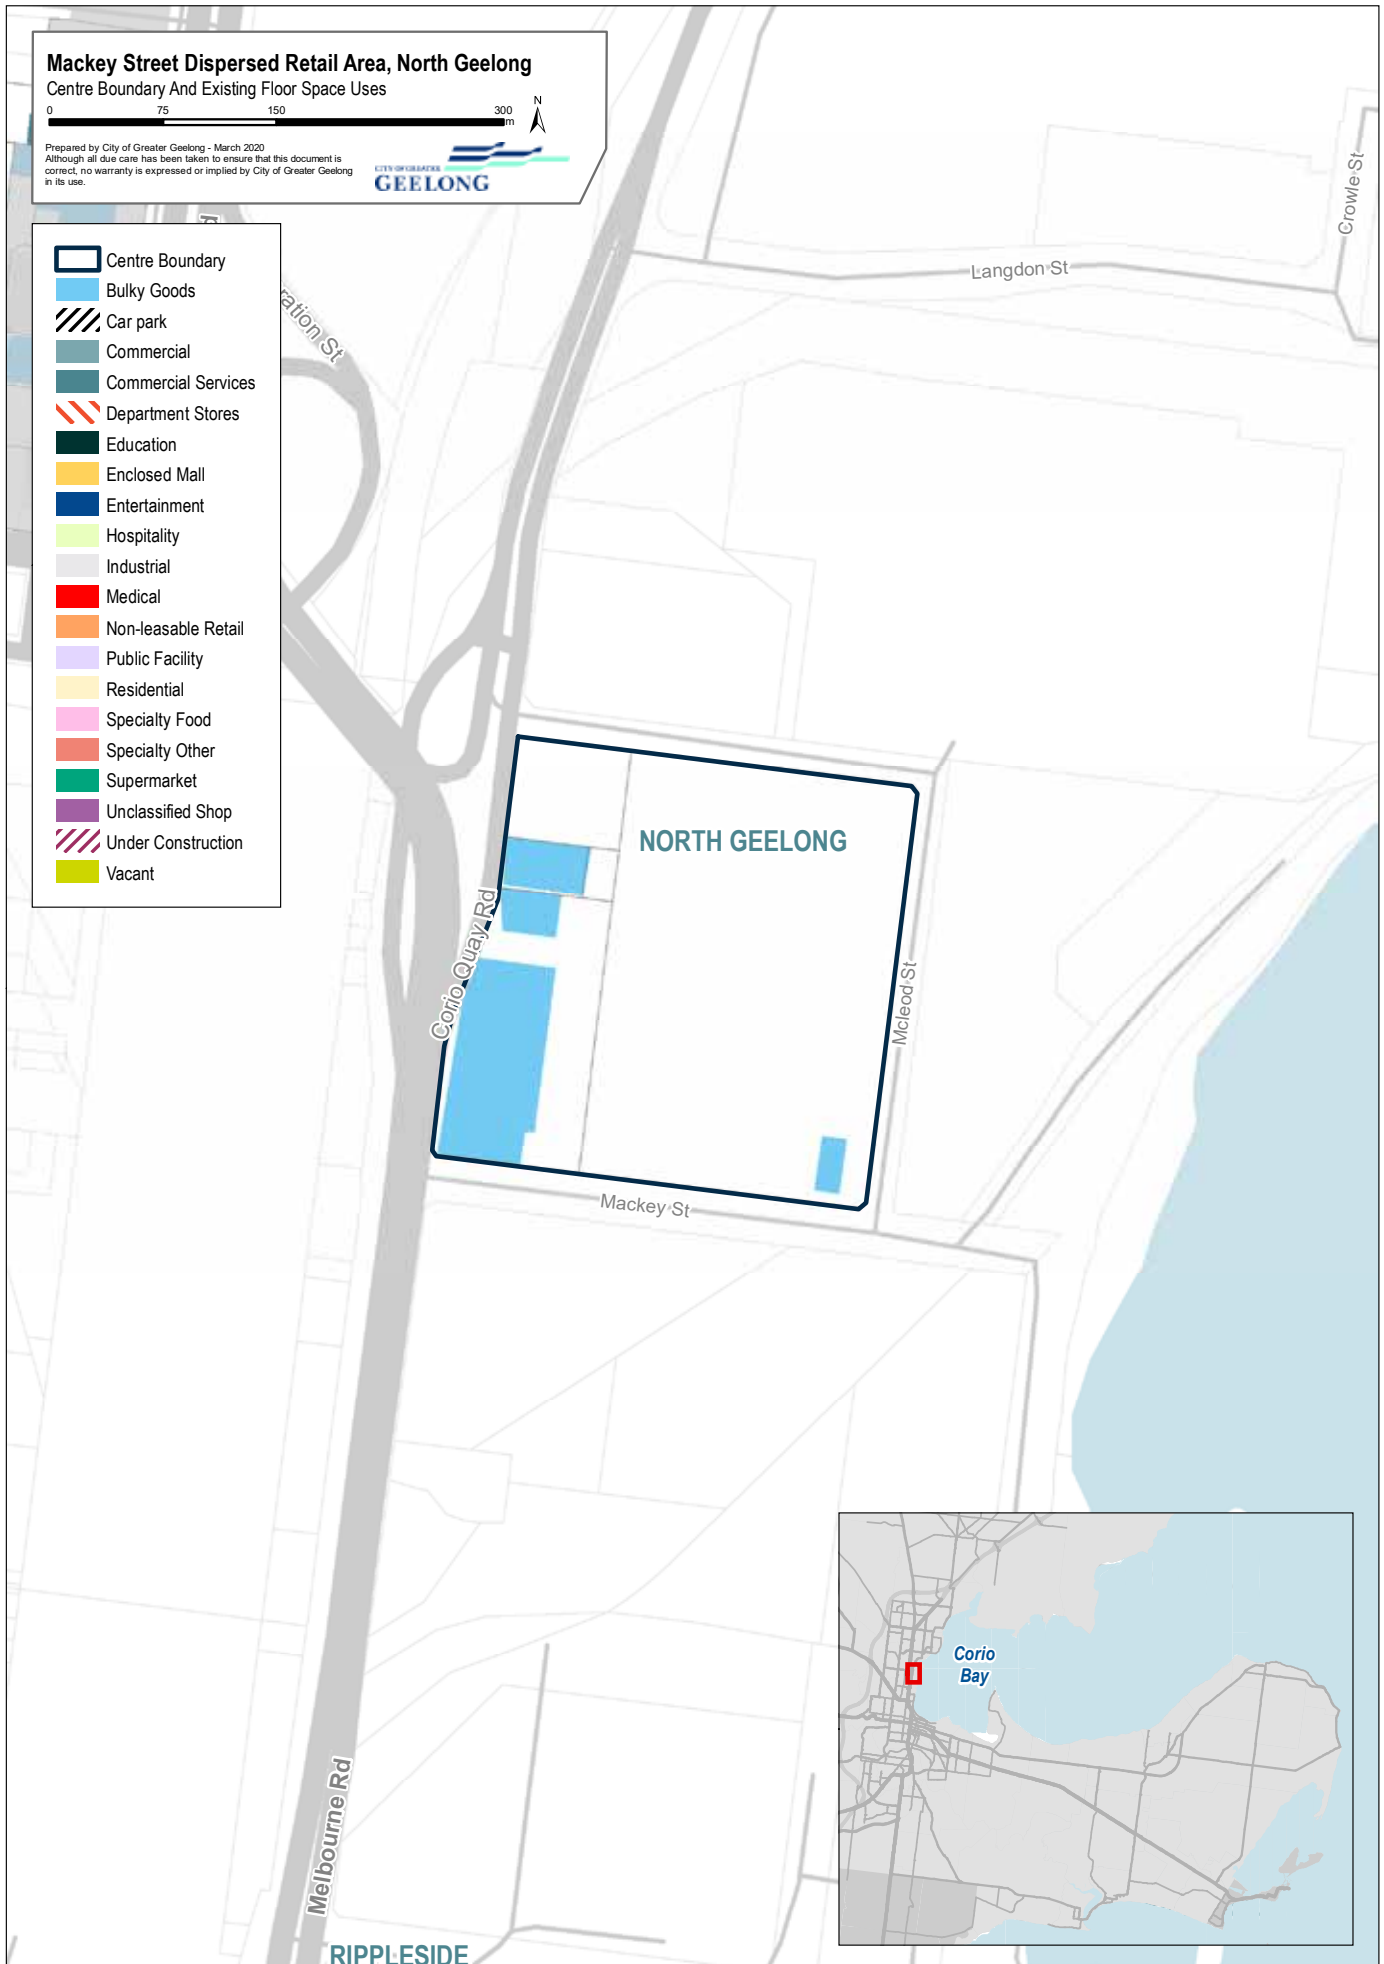 Mackey Street Dispersed Retail Area, North Geelong
Centre Boundary And Existing Floor Space Uses
0 75 150 300
m
N
Prepared by City of Greater Geelong - March 2020
Although all due care has been taken to ensure that this document is
correct, no warranty is expressed or implied by City of Greater Geelong
in its use.
CITY OF GREATER
GEELONG
Centre Boundary
Bulky Goods
Car park
Commercial
Commercial Services
Department Stores
Education
Enclosed Mall
Entertainment
Hospitality
Industrial
Medical
Non-leasable Retail
Public Facility
Residential
Specialty Food
Specialty Other
Supermarket
Unclassified Shop
Under Construction
Vacant
d
ration St
Crowle St
Langdon St
NORTH GEELONG
Corio Quay Rd
Mcleod St
Mackey St
Melbourne Rd
RIPPLESIDE
Corio
Bay